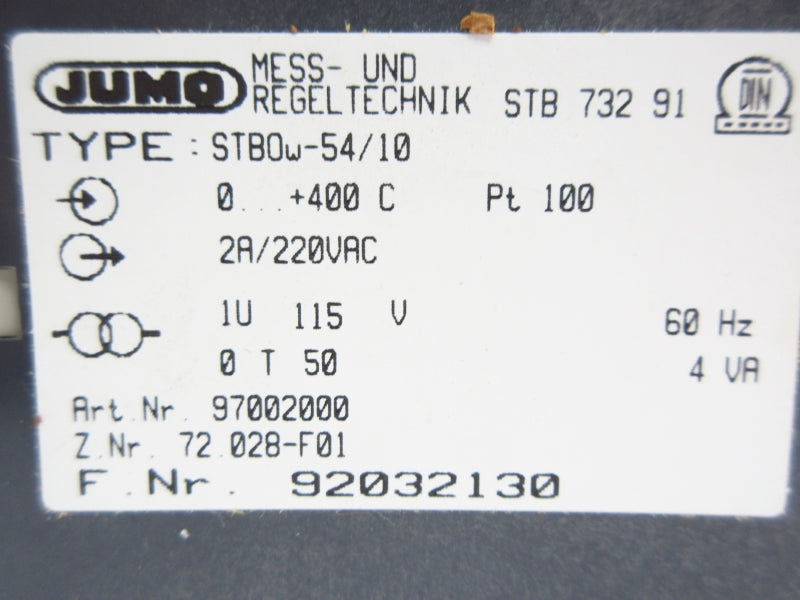 JUMO MESS- UND
REGELTECHNIK STB 732 91 DIN
TYPE : STBOw-54/10
0...+400 C Pt 100
2A/220VAC
1U 115 V 60 Hz
0 T 50 4 VA
Art.Nr. 97002000
Z.Nr. 72.028-F01
F.Nr. 92032130